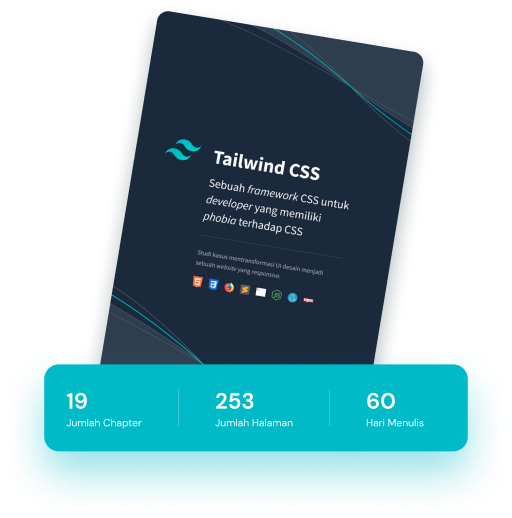 Tailwind CSS
Sebuah framework CSS untuk
developer yang memiliki
phobia terhadap CSS
Studi kasus mentransformasi UI desain menjadi
sebuah website yang responsive.
19
Jumlah Chapter
253
Jumlah Halaman
60
Hari Menulis